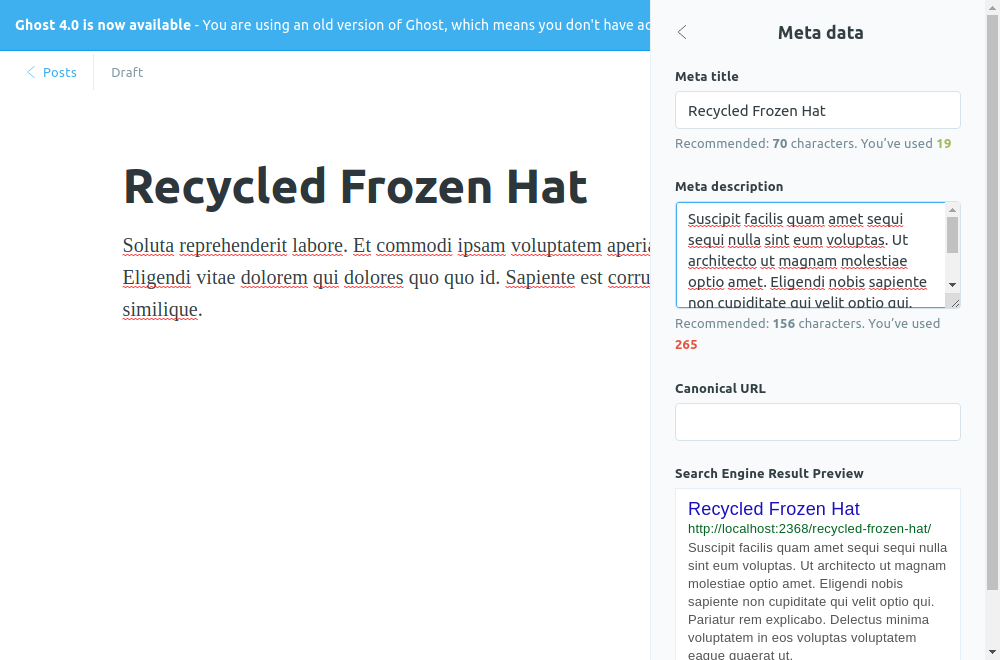 Ghost 4.0 is now available - You are using an old version of Ghost, which means you don't have
Posts
Draft
Recycled Frozen Hat
Soluta reprehenderit labore. Et commodi ipsam voluptatem
Eligendi vitae dolorem qui dolores quo quo id. Sapiente est
similique.
Meta data
Meta title
Recycled Frozen Hat
Recommended: 70 characters. You've used 19
Meta description
Suscipit facilis quam amet sequi
sequi nulla sint eum voluptas. Ut
architecto ut magnam molestiae
optio amet. Eligendi nobis sapiente
non cupiditate qui velit optio qui.
Recommended: 156 characters. You've used
265
Canonical URL
Search Engine Result Preview
Recycled Frozen Hat
http://localhost:2368/recycled-frozen-hat/
Suscipit facilis quam amet sequi sequi nulla
sint eum voluptas. Ut architecto ut magnam
molestiae optio amet. Eligendi nobis
sapiente non cupiditate qui velit optio qui.
Pariatur rem explicabo. Delectus minima
voluptatem in eos voluptas voluptatem
eaque quaerat ut.